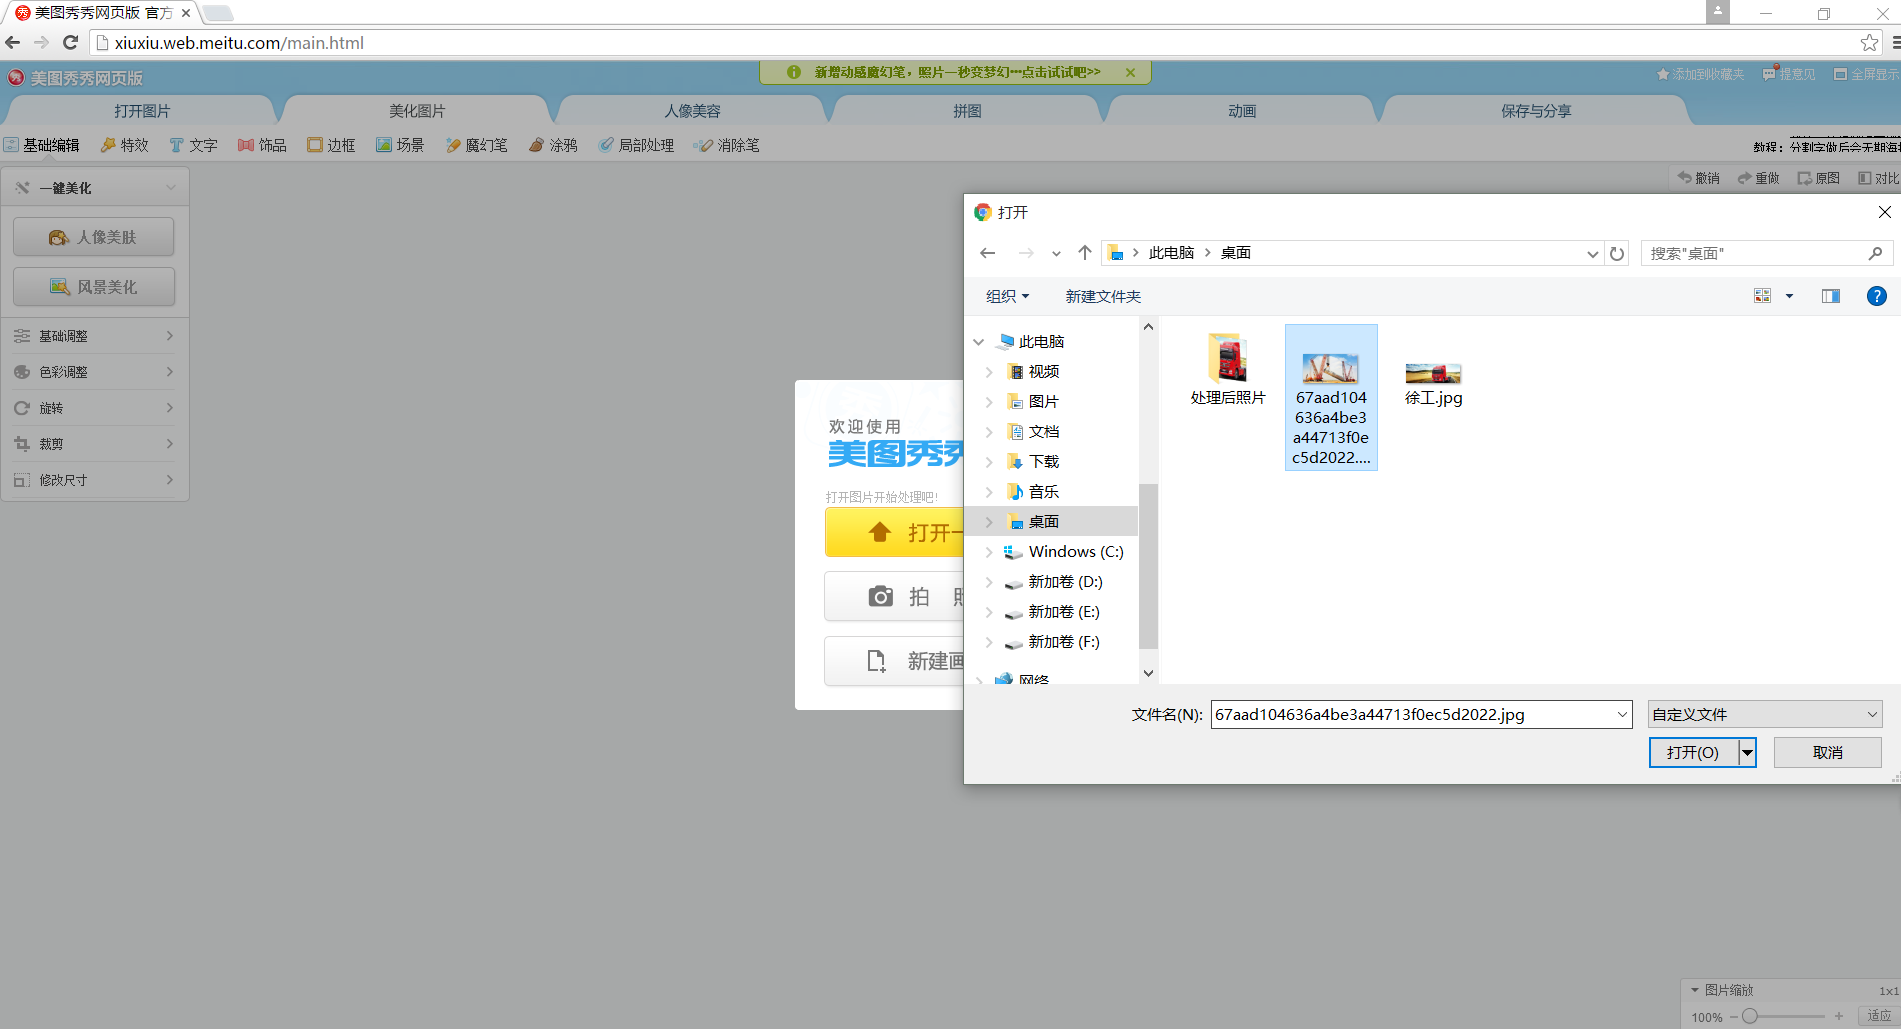 美图秀秀网页版 官方
xiuxiu.web.meitu.com/main.html
美图秀秀网页版
新增动感魔幻笔，照片一秒变梦幻···点击试试吧>>
添加到收藏夹 提意见 全屏显示
打开图片 美化图片 人像美容 拼图 动画 保存与分享
基础编辑 特效 文字 饰品 边框 场景 魔幻笔 涂鸦 局部处理 消除笔
教程：分割字做后会无期海报
撤销 重做 原图 对比
一键美化
人像美肤
风景美化
基础调整
色彩调整
旋转
裁剪
修改尺寸
欢迎使用
美图秀秀
打开图片开始处理吧!
打开一
拍 照
新建画
打开
此电脑 桌面
搜索"桌面"
组织 新建文件夹
此电脑
视频
图片
文档
下载
音乐
桌面
Windows (C:)
新加卷 (D:)
新加卷 (E:)
新加卷 (F:)
网络
处理后照片
67aad104
636a4be3
a44713f0e
c5d2022....
徐工.jpg
文件名(N):
67aad104636a4be3a44713f0ec5d2022.jpg
自定义文件
打开(O)
取消
图片缩放 1x1
100% 适应